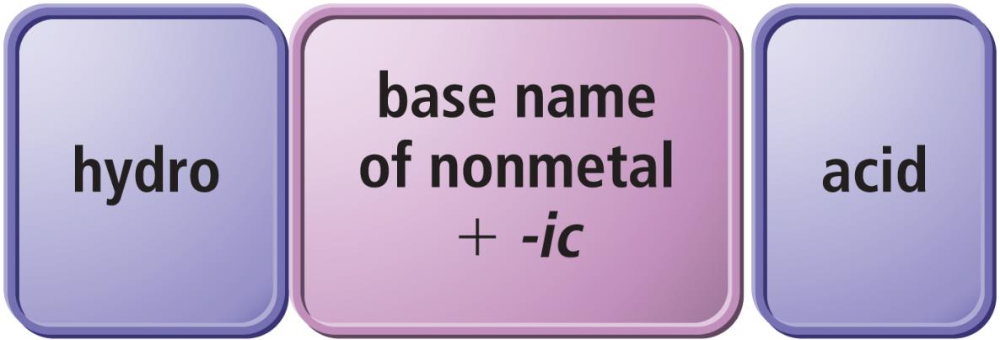 hydro
base name
of nonmetal
+ -ic
acid